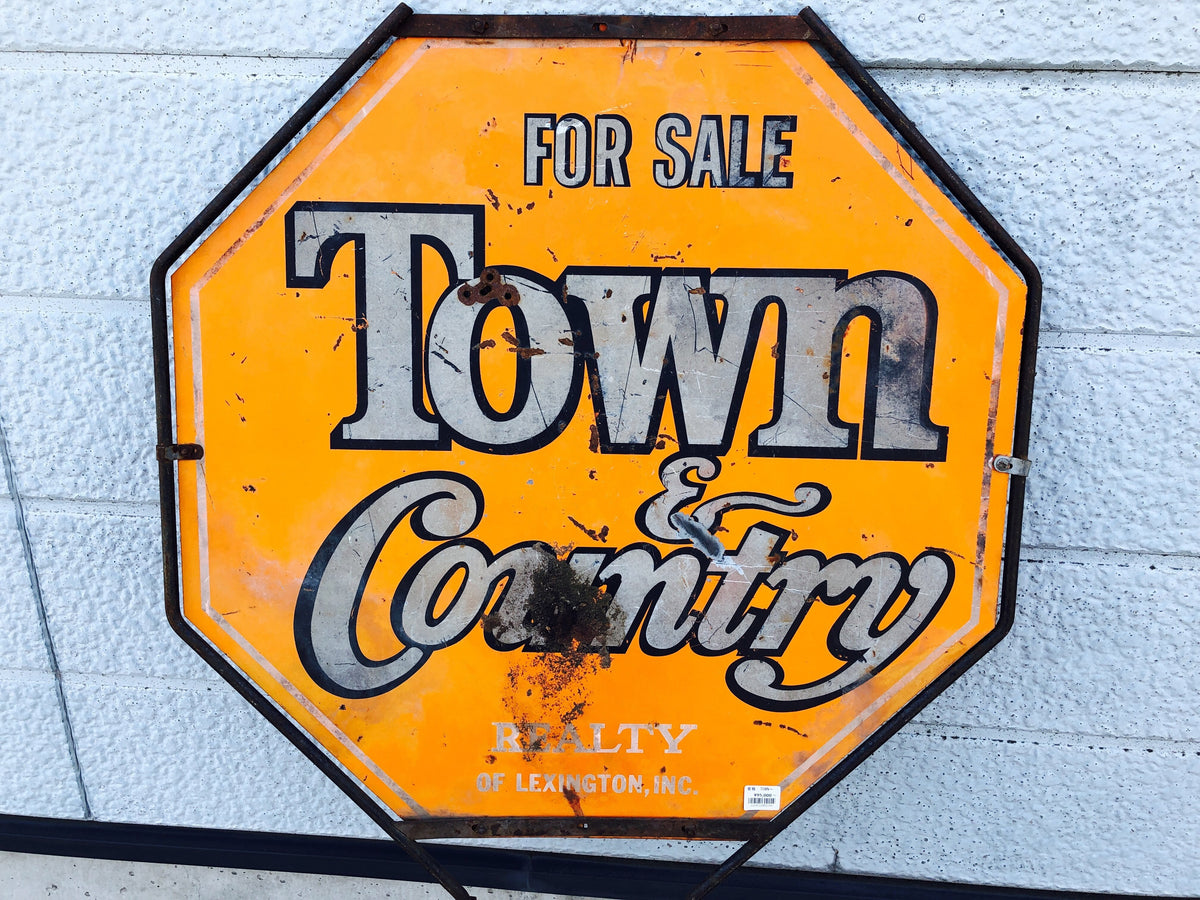 FOR SALE
Town
&
Country
REALTY
OF LEXINGTON, INC.